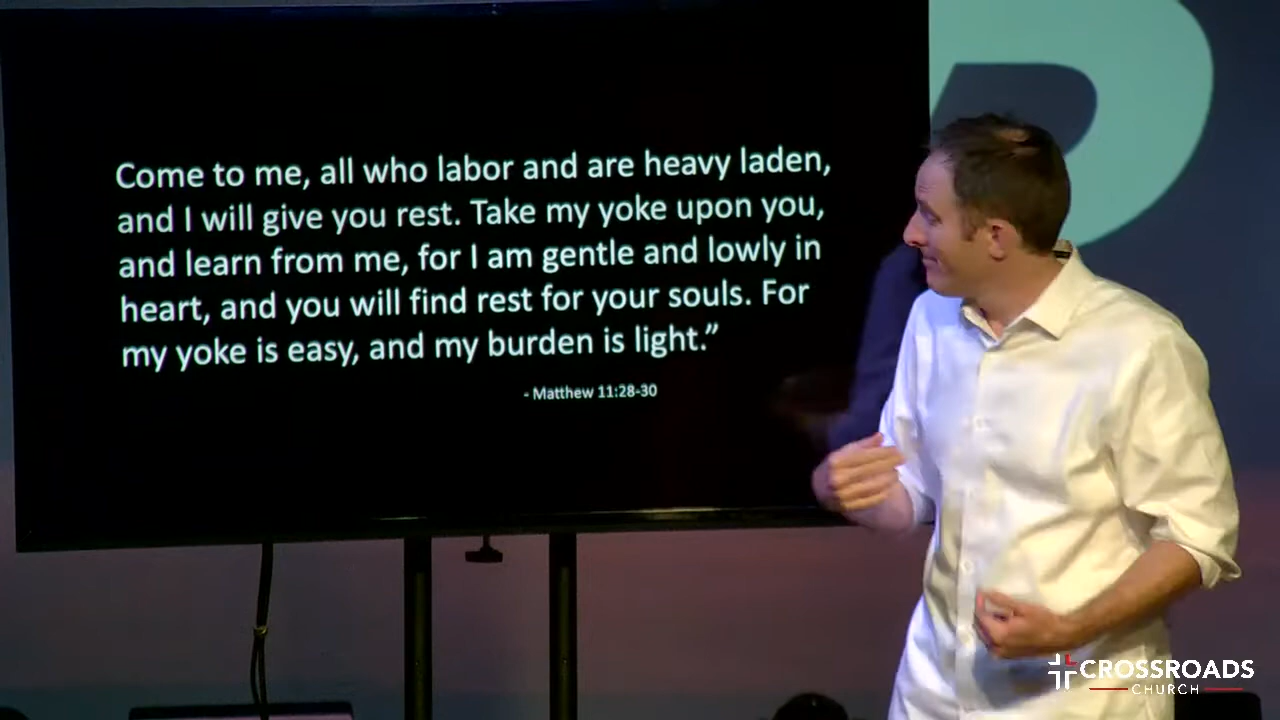 Come to me, all who labor and are heavy laden,
and I will give you rest. Take my yoke upon you,
and learn from me, for I am gentle and lowly in
heart, and you will find rest for your souls. For
my yoke is easy, and my burden is light.”
- Matthew 11:28-30
CROSSROADS
CHURCH